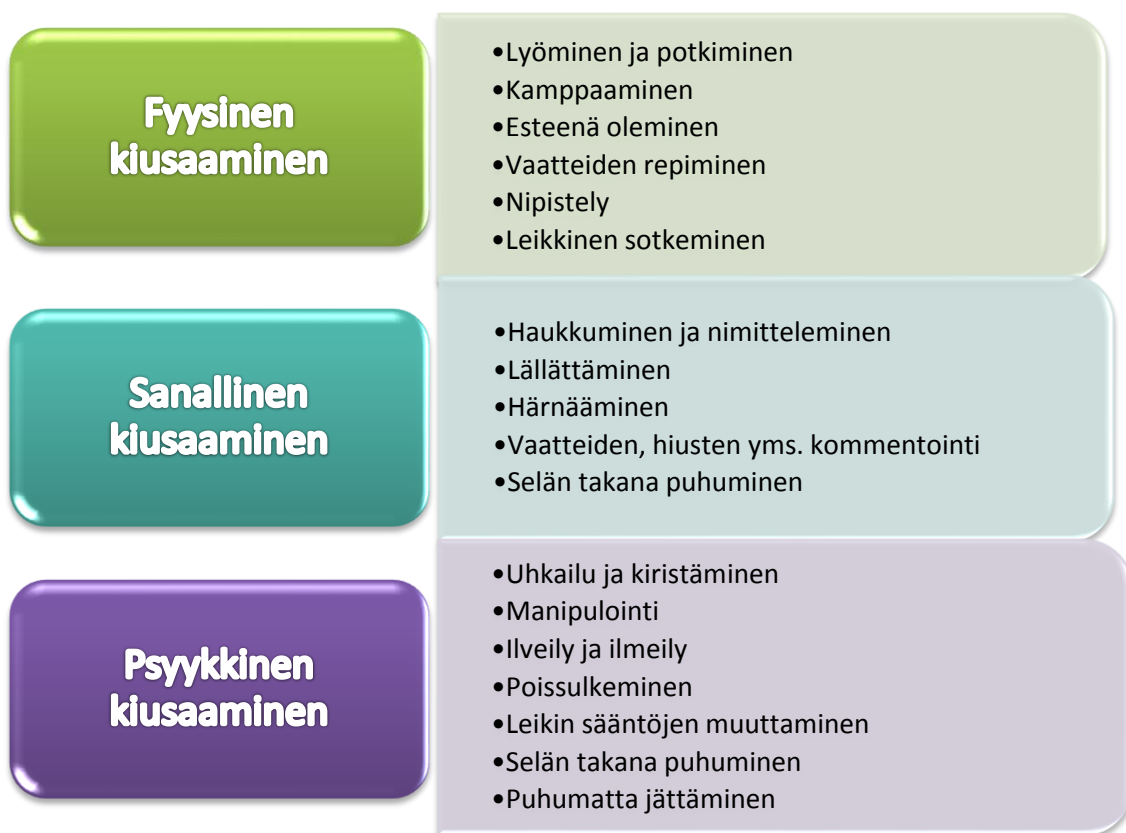 Fyysinen
kiusaaminen
•Lyöminen ja potkiminen
•Kamppaaminen
•Esteenä oleminen
•Vaatteiden repiminen
•Nipistely
•Leikkinen sotkeminen
Sanallinen
kiusaaminen
•Haukkuminen ja nimitteleminen
•Lällättäminen
•Härnääminen
•Vaatteiden, hiusten yms. kommentointi
•Selän takana puhuminen
Psyykkinen
kiusaaminen
•Uhkailu ja kiristäminen
•Manipulointi
•Ilveily ja ilmeily
•Poissulkeminen
•Leikin sääntöjen muuttaminen
•Selän takana puhuminen
•Puhumatta jättäminen